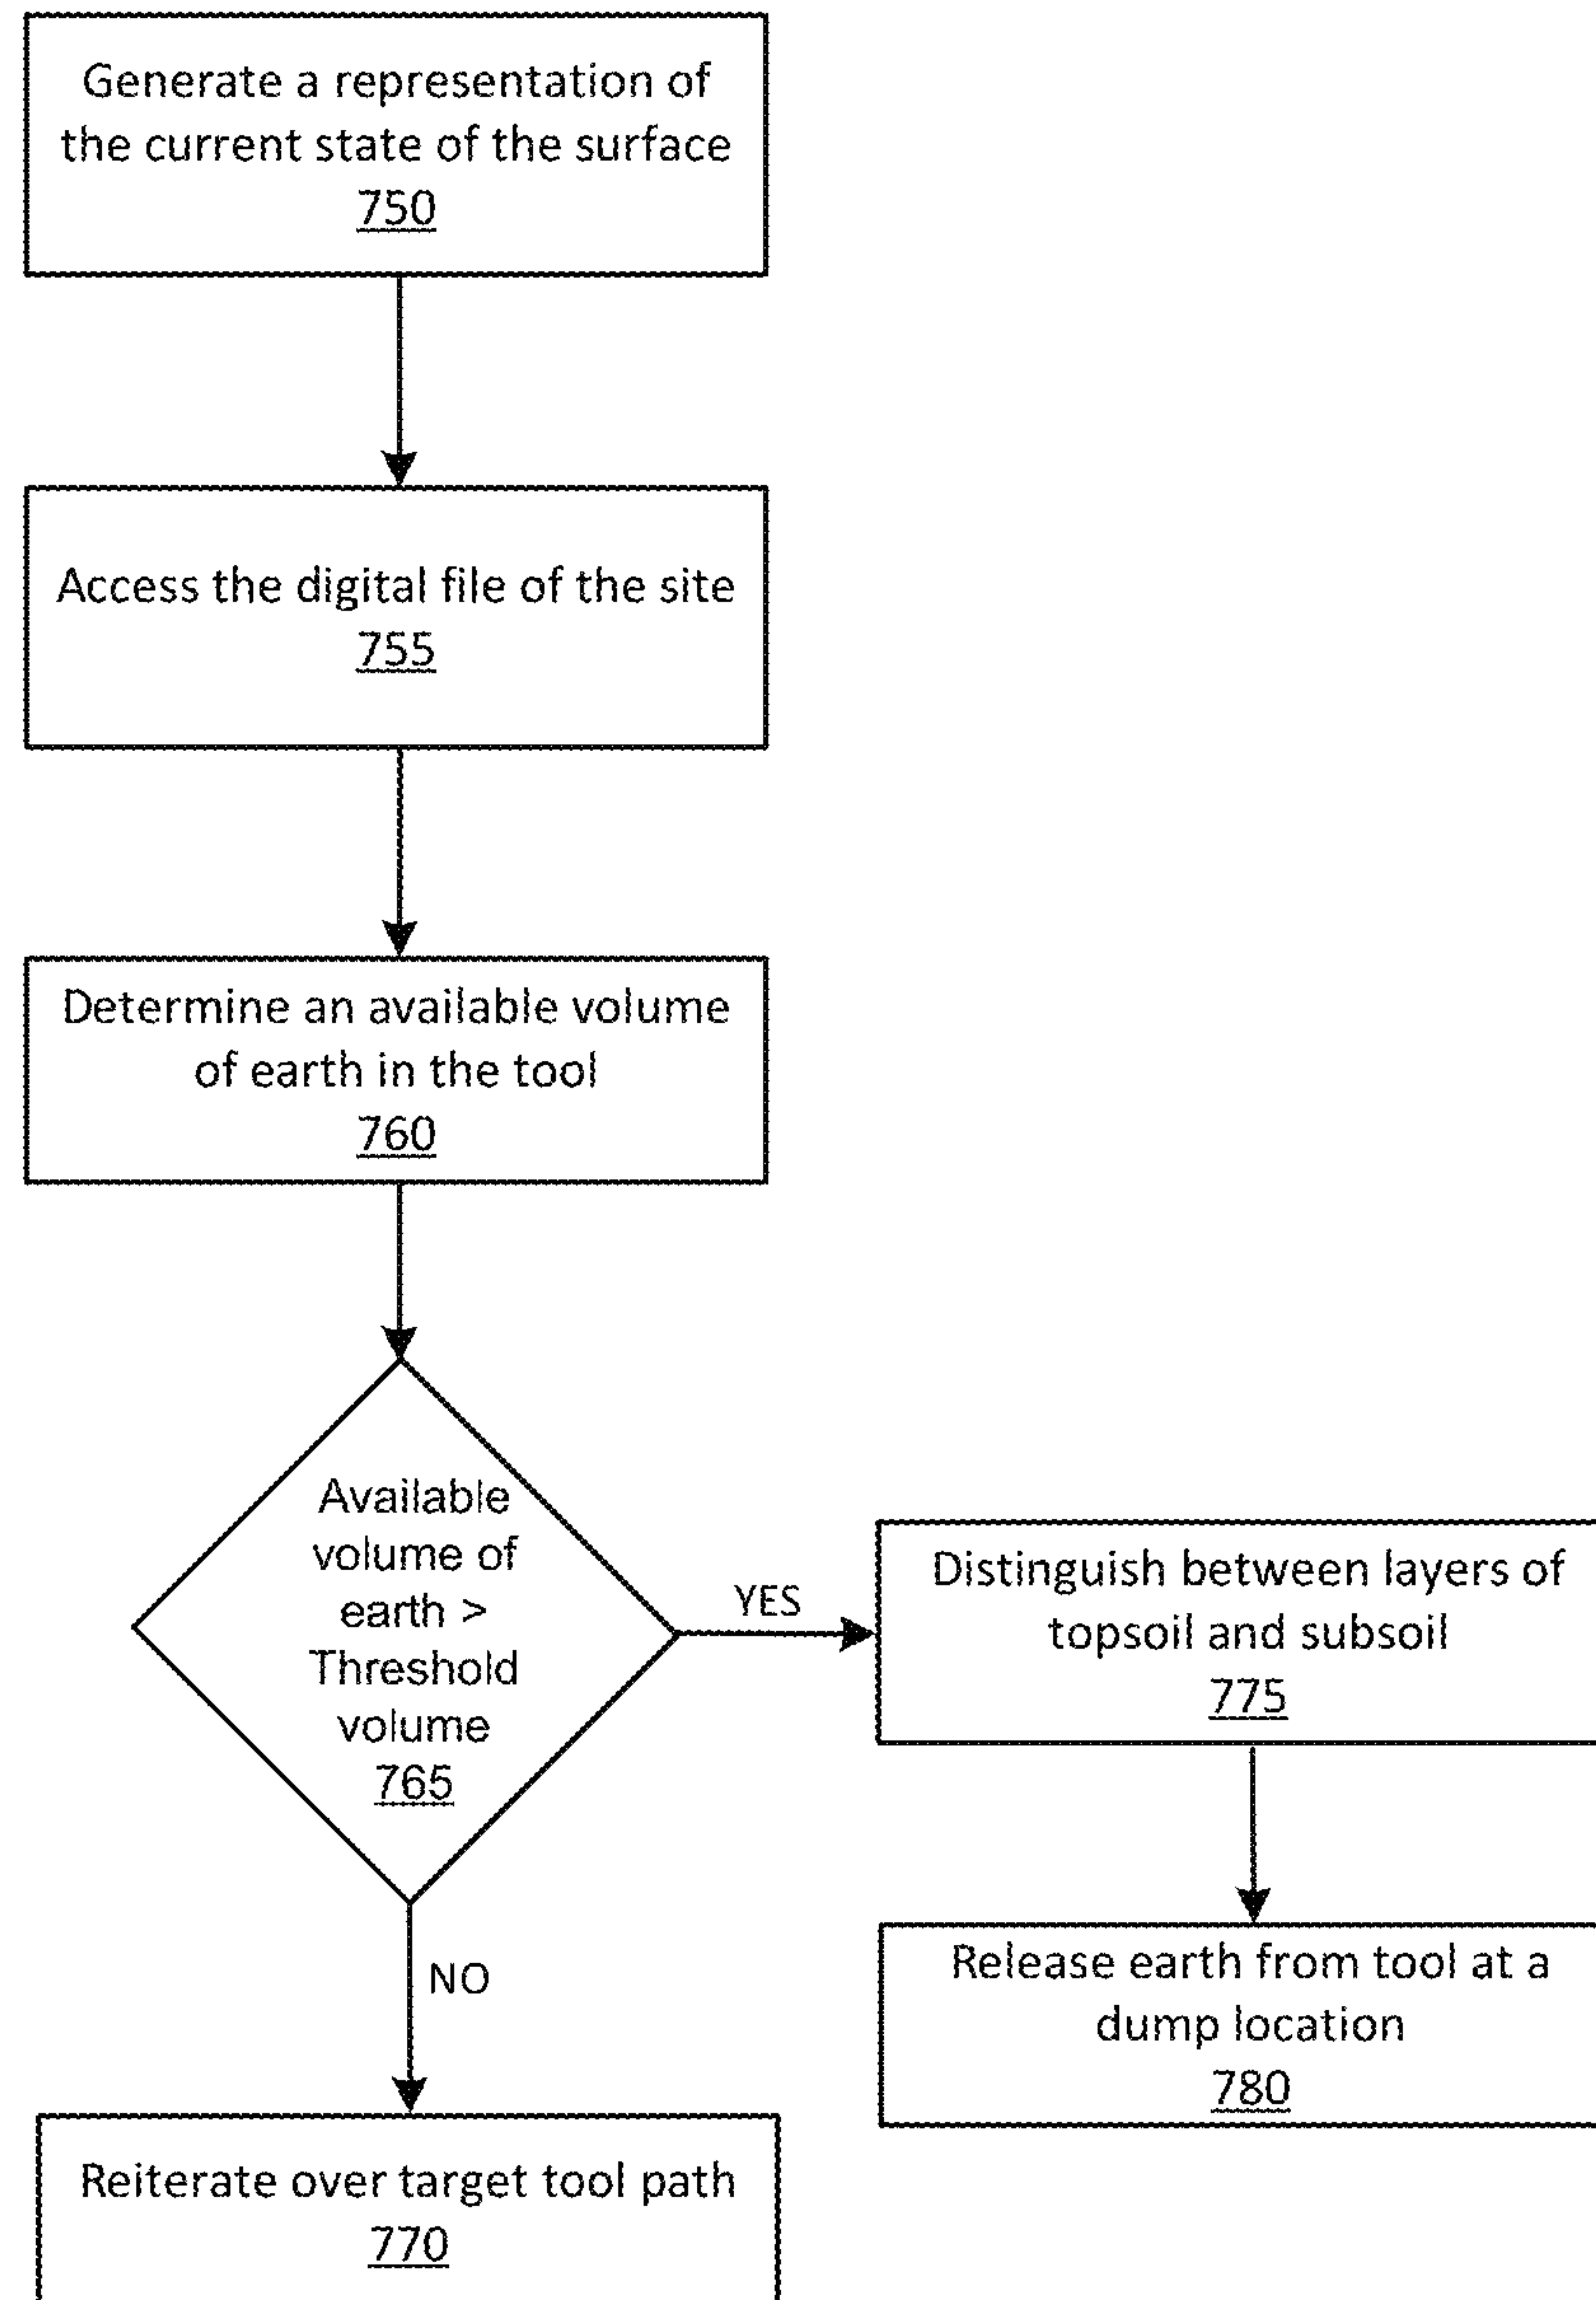 Generate a representation of
the current state of the surface
750
Access the digital file of the site
755
Determine an available volume
of earth in the tool
760
Available
volume of
earth >
Threshold
volume
765
YES
Distinguish between layers of
topsoil and subsoil
775
Release earth from tool at a
dump location
780
NO
Reiterate over target tool path
770